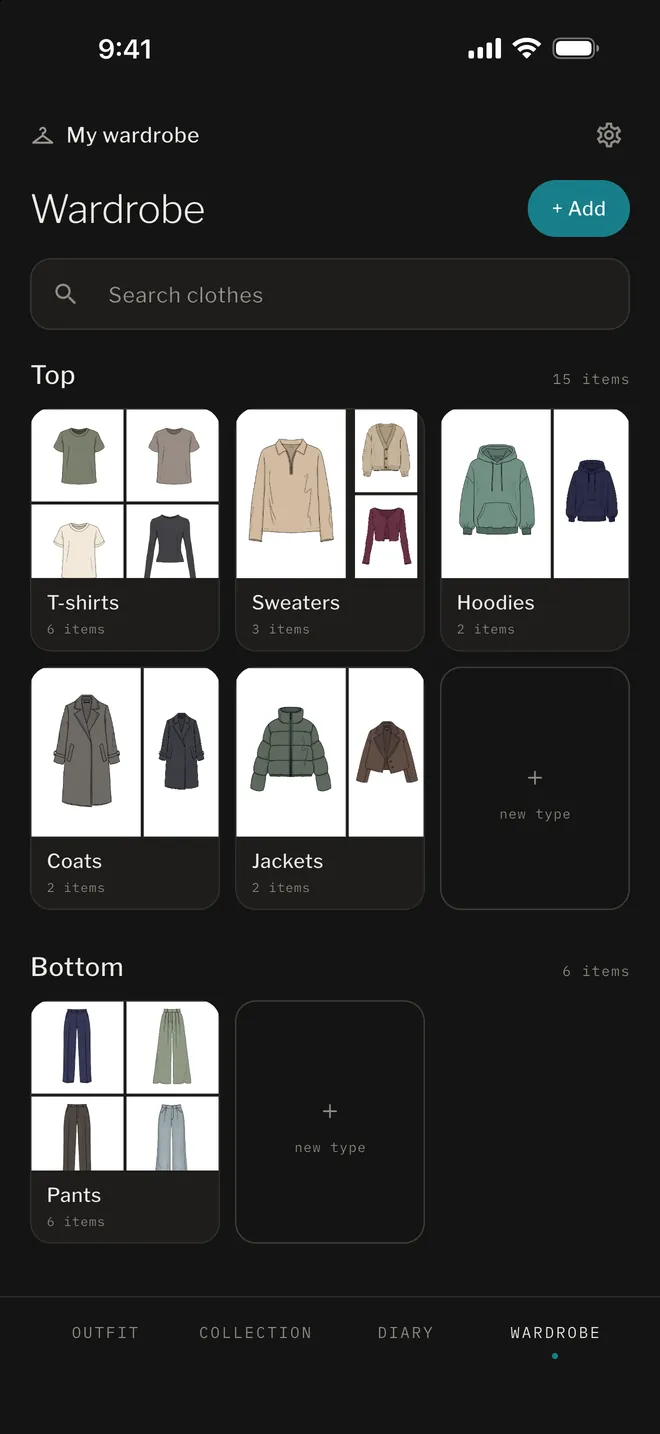 9:41
My wardrobe
Wardrobe
+ Add
Search clothes
Top
15 items
T-shirts
6 items
Sweaters
3 items
Hoodies
2 items
Coats
2 items
Jackets
2 items
+
new type
Bottom
6 items
Pants
6 items
+
new type
OUTFIT
COLLECTION
DIARY
WARDROBE